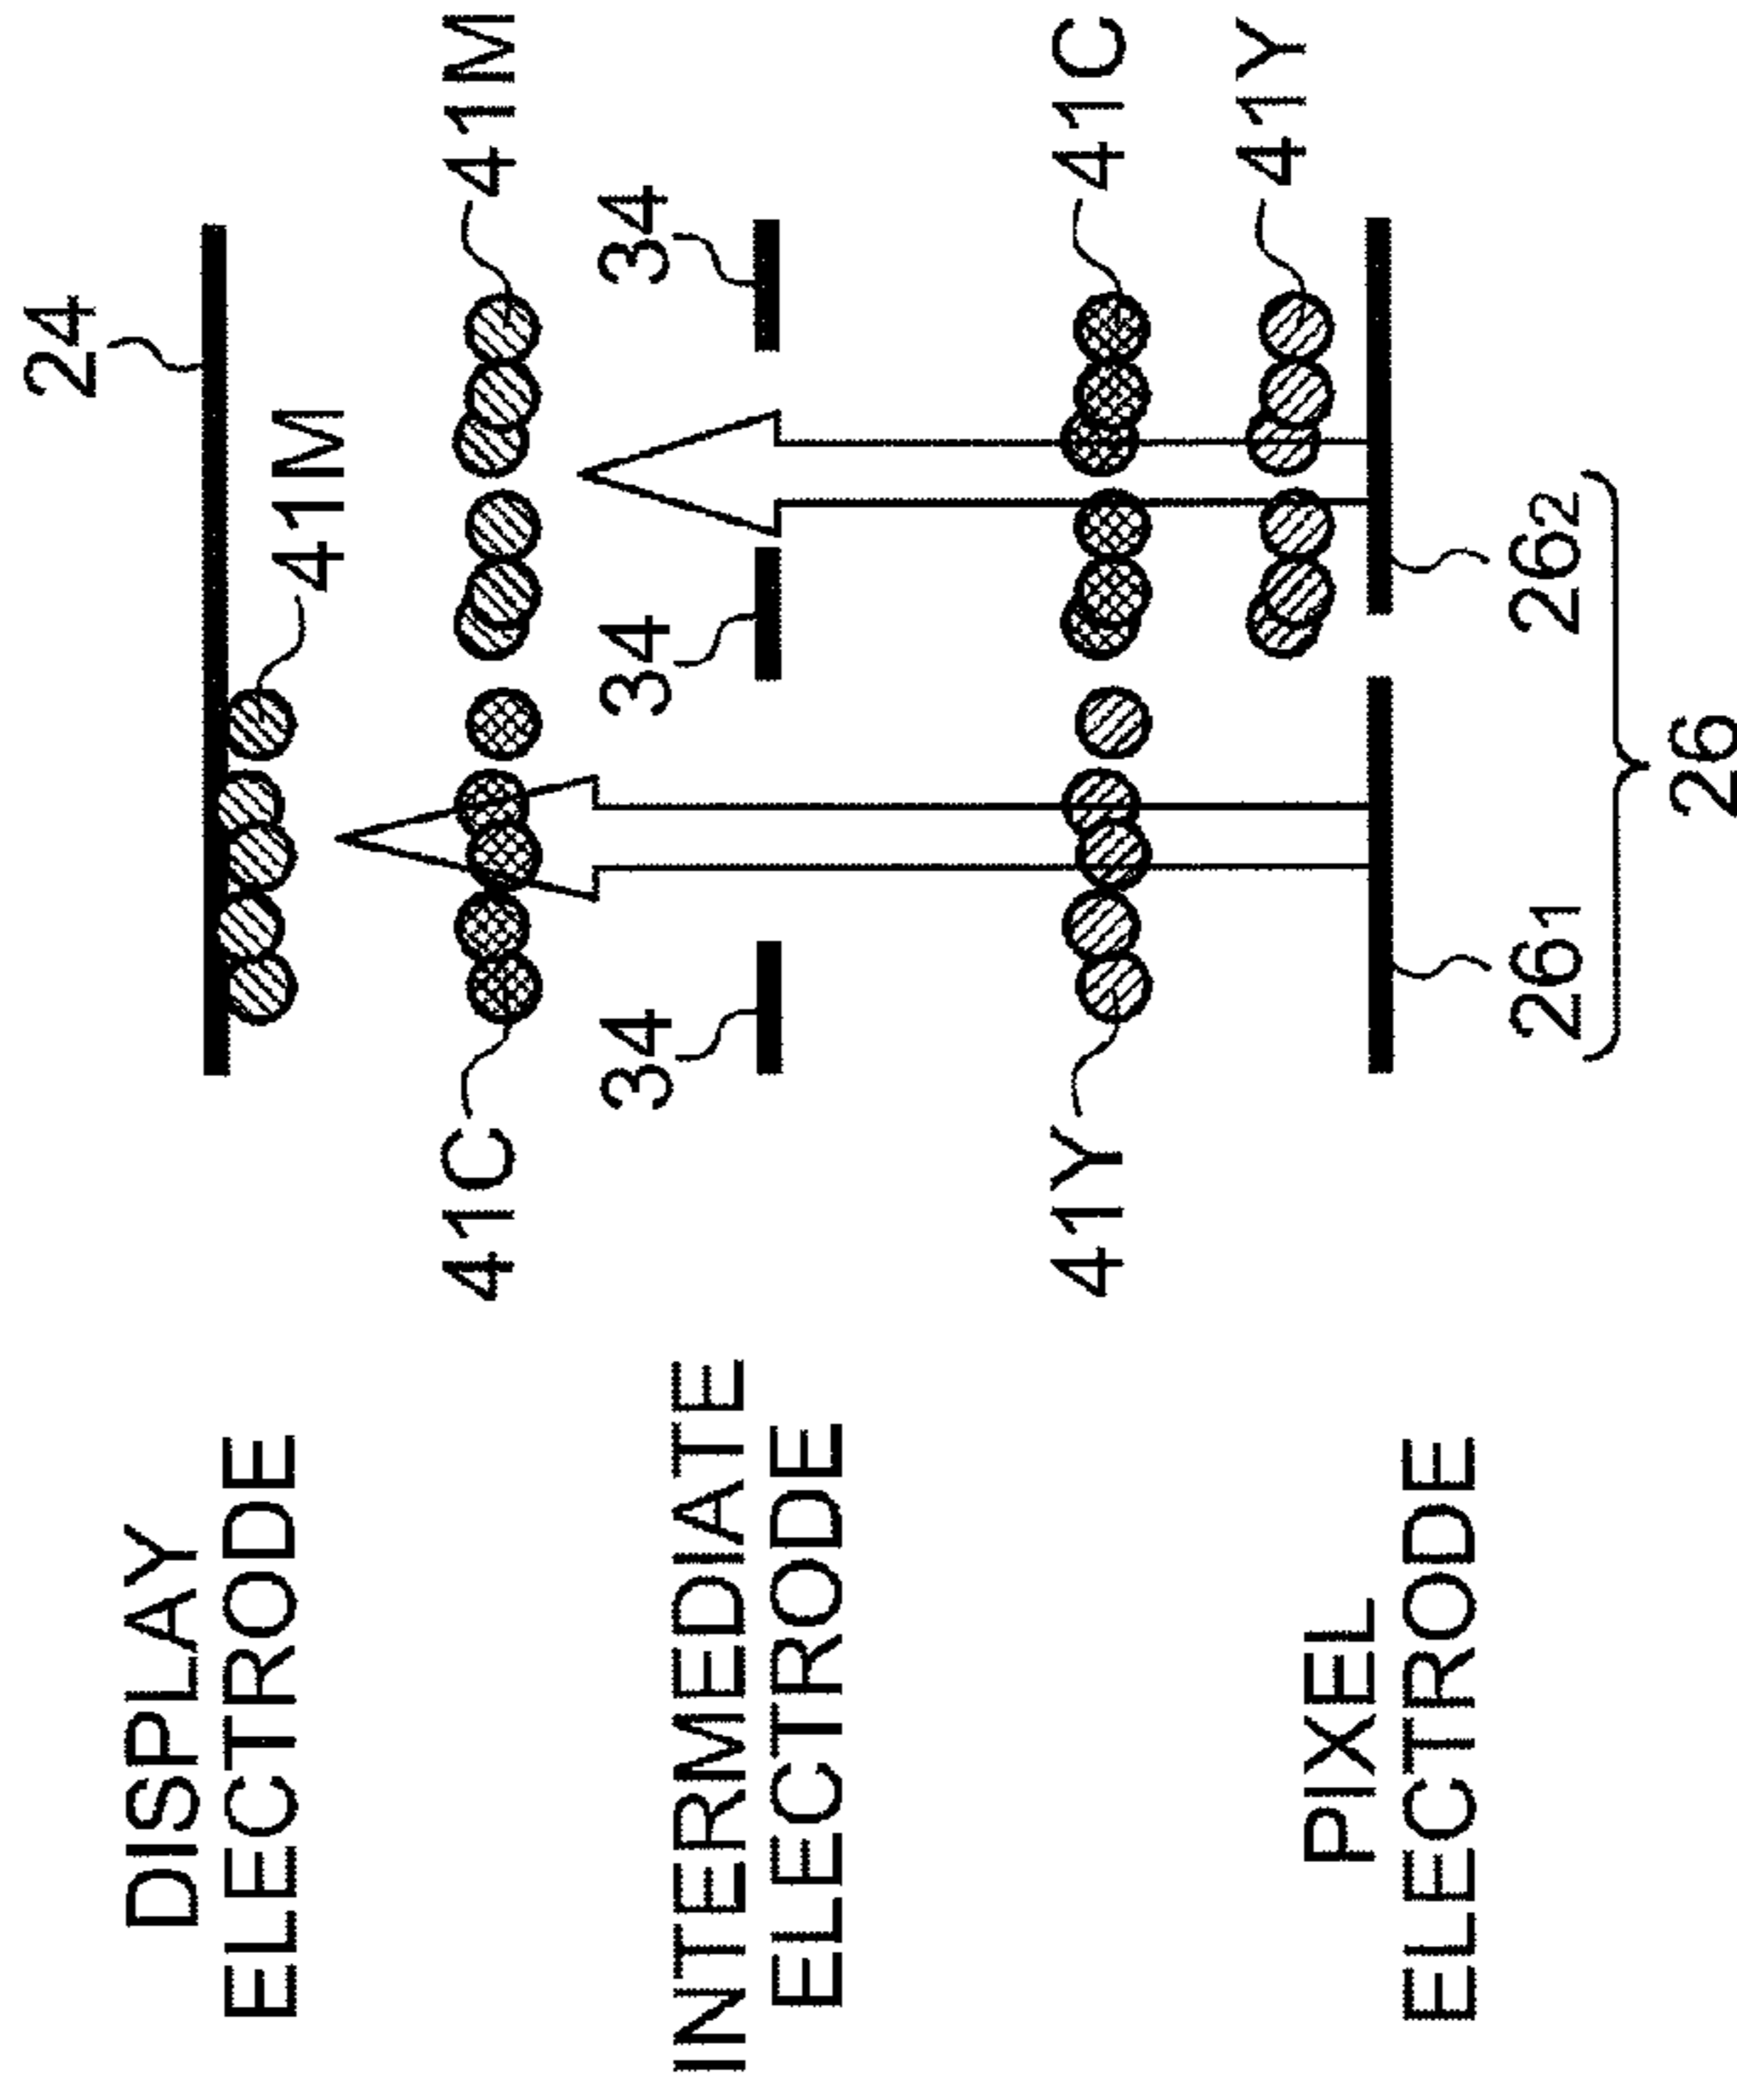 DISPLAY
ELECTRODE
24
41M
41M
41C
INTERMEDIATE
ELECTRODE
34
34
34
41C
41Y
41Y
PIXEL
ELECTRODE
26₁
26₂
26